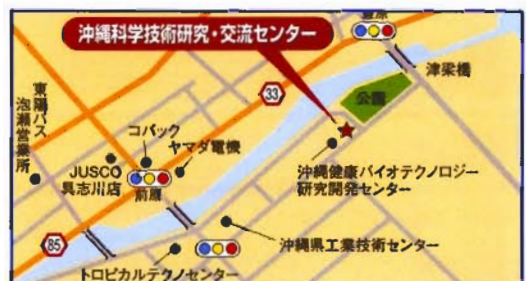 沖縄科学技術研究・交流センター
豊原
津梁橋
公園
33
東陽バス
泡瀬営業所
コバック
ヤマダ電機
JUSCO
具志川店
前原
沖縄健康バイオテクノロジー
研究開発センター
85
沖縄県工業技術センター
トロピカルテクノセンター